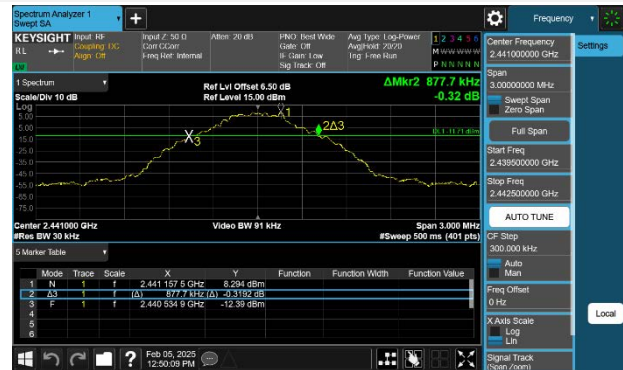 Spectrum Analyzer 1
Swept SA
+
Frequency
KEYSIGHT Input: RF
RL Coupling: DC
Align: Off
Input Z: 50 Ω
Corr CCorr
Freq Ref: Internal
Atten: 20 dB
PNO: Best Wide
Gate: Off
IF Gain: Low
Sig Track: Off
Avg Type: Log-Power
Avg|Hold: 20/20
Trig: Free Run
1 2 3 4 5 6
M W W W W W
P N N N N N
1 Spectrum
Scale/Div 10 dB
Ref Lvl Offset 6.50 dB
Ref Level 15.00 dBm
ΔMkr2 877.7 kHz
-0.32 dB
Log
5.00
-5.00
-15.0
-25.0
-35.0
-45.0
-55.0
-65.0
-75.0
1
2Δ3
3
DL1 -11.71 dBm
Center 2.441000 GHz
#Res BW 30 kHz
Video BW 91 kHz
Span 3.000 MHz
#Sweep 500 ms (401 pts)
5 Marker Table
Mode Trace Scale X Y Function Function Width Function Value
1 N 1 f 2.441 157 5 GHz 8.294 dBm
2 Δ3 1 f (Δ) 877.7 kHz (Δ) -0.3192 dB
3 F 1 f 2.440 534 9 GHz -12.39 dBm
4
5
6
Feb 05, 2025
12:50:09 PM
?
Center Frequency
2.441000000 GHz
Settings
Span
3.00000000 MHz
Swept Span
Zero Span
Full Span
Start Freq
2.439500000 GHz
Stop Freq
2.442500000 GHz
AUTO TUNE
CF Step
300.000 kHz
Auto
Man
Freq Offset
0 Hz
X Axis Scale
Log
Lin
Local
Signal Track
(Span Zoom)